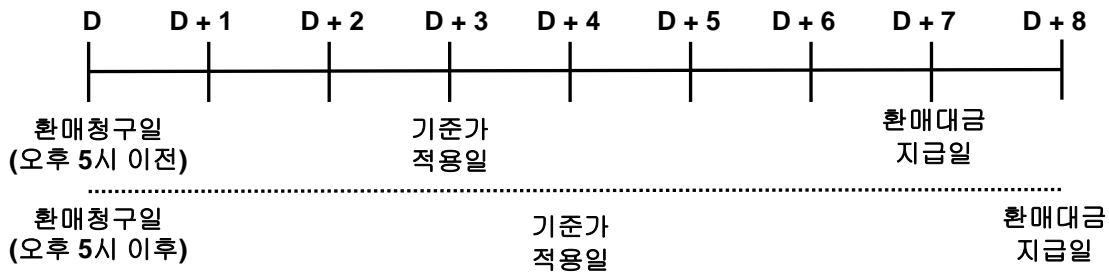 D D + 1 D + 2 D + 3 D + 4 D + 5 D + 6 D + 7 D + 8
환매청구일
(오후 5시 이전)
기준가
적용일
환매대금
지급일
환매청구일
(오후 5시 이후)
기준가
적용일
환매대금
지급일